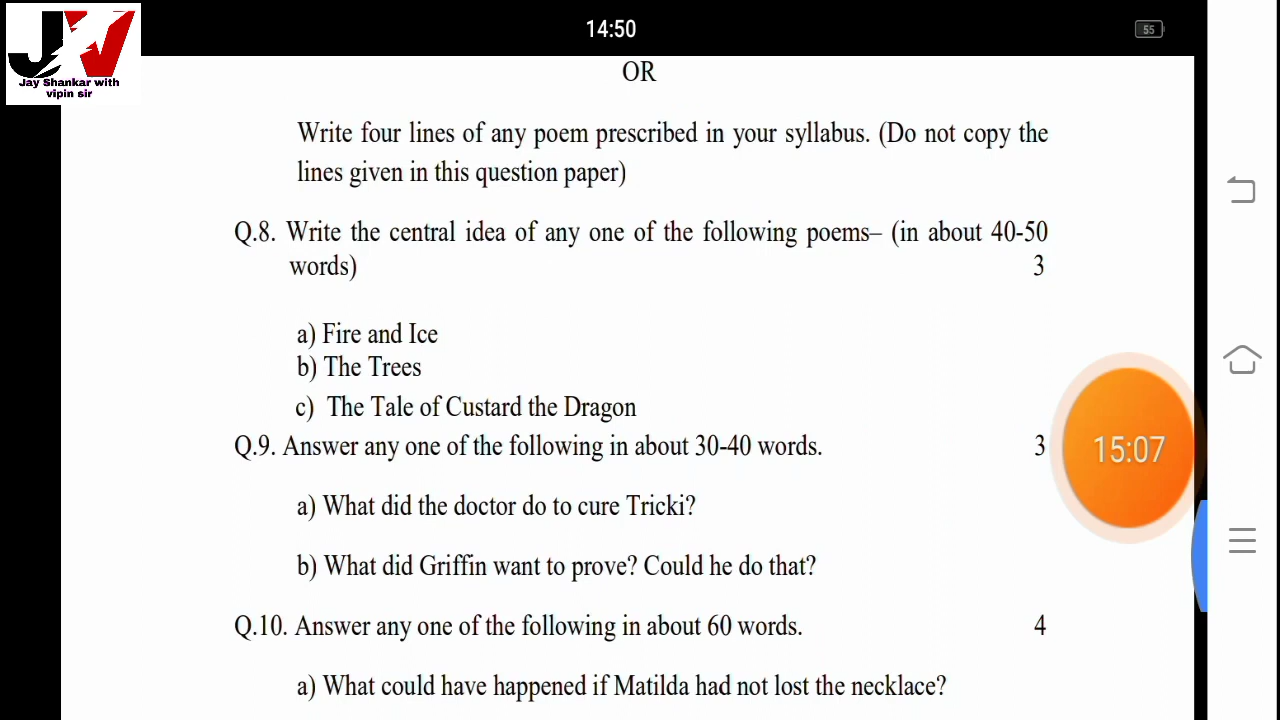 JV
Jay Shankar with
vipin sir
14:50
55
OR
Write four lines of any poem prescribed in your syllabus. (Do not copy the
lines given in this question paper)
Q.8. Write the central idea of any one of the following poems– (in about 40-50
words) 3
a) Fire and Ice
b) The Trees
c) The Tale of Custard the Dragon
Q.9. Answer any one of the following in about 30-40 words. 3
15:07
a) What did the doctor do to cure Tricki?
b) What did Griffin want to prove? Could he do that?
Q.10. Answer any one of the following in about 60 words. 4
a) What could have happened if Matilda had not lost the necklace?